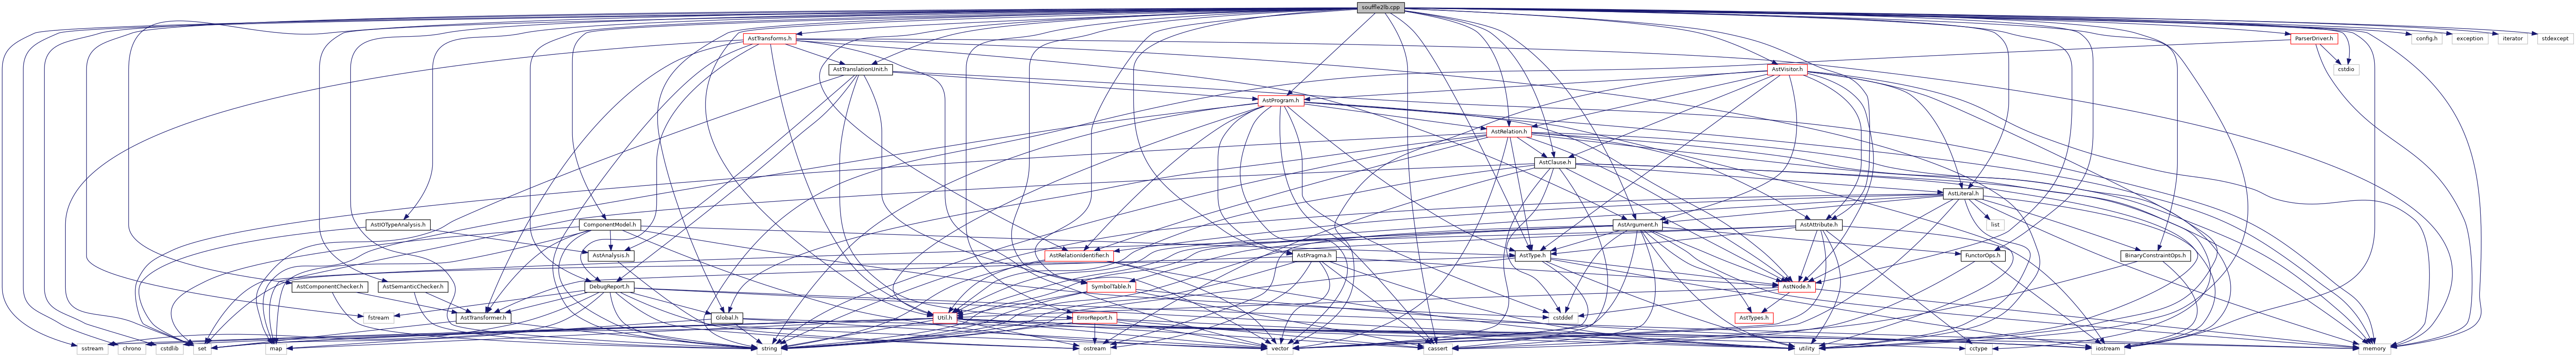 souffle2lb.cpp
AstTransforms.h
ParserDriver.h
config.h
exception
iterator
stdexcept
AstTranslationUnit.h
AstVisitor.h
cstdio
AstProgram.h
AstRelation.h
AstClause.h
AstLiteral.h
AstIOTypeAnalysis.h
ComponentModel.h
AstArgument.h
AstAttribute.h
list
AstAnalysis.h
AstRelationIdentifier.h
AstPragma.h
AstType.h
FunctorOps.h
BinaryConstraintOps.h
AstComponentChecker.h
AstSemanticChecker.h
DebugReport.h
SymbolTable.h
AstNode.h
fstream
AstTransformer.h
Global.h
Util.h
ErrorReport.h
cstddef
AstTypes.h
sstream
chrono
cstdlib
set
map
string
ostream
vector
cassert
utility
cctype
iostream
memory